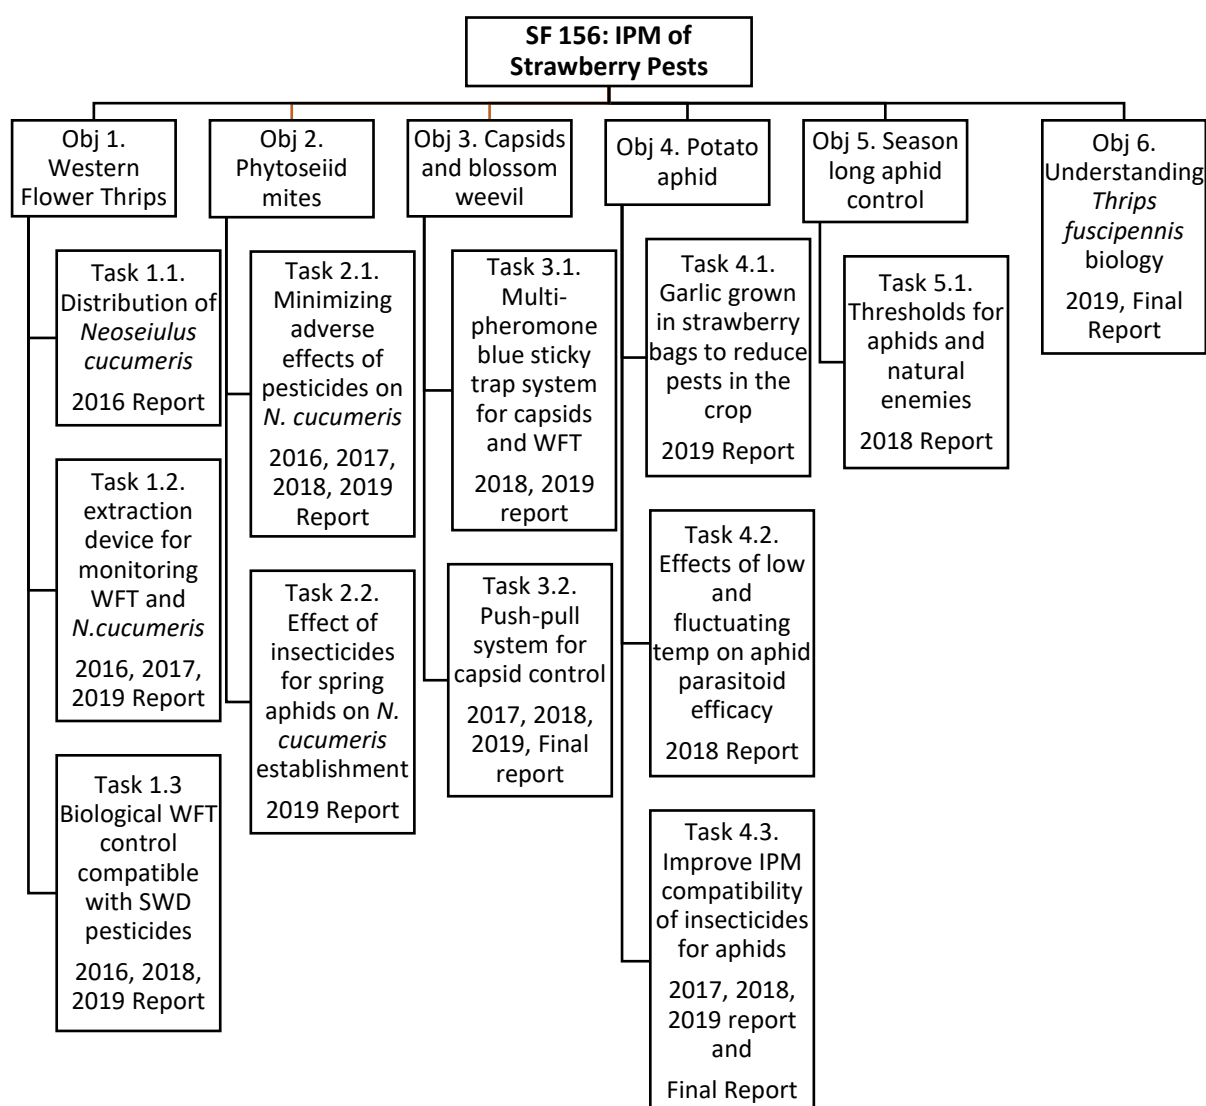 SF 156: IPM of
Strawberry Pests
Obj 1.
Western
Flower Thrips
Task 1.1.
Distribution of
Neoseiulus
cucumeris
2016 Report
Task 1.2.
extraction
device for
monitoring
WFT and
N.cucumeris
2016, 2017,
2019 Report
Task 1.3
Biological WFT
control
compatible
with SWD
pesticides
2016, 2018,
2019 Report
Obj 2.
Phytoseiid
mites
Task 2.1.
Minimizing
adverse
effects of
pesticides on
N. cucumeris
2016, 2017,
2018, 2019
Report
Task 2.2.
Effect of
insecticides
for spring
aphids on N.
cucumeris
establishment
2019 Report
Obj 3. Capsids
and blossom
weevil
Task 3.1.
Multi-
pheromone
blue sticky
trap system
for capsids
and WFT
2018, 2019
report
Task 3.2.
Push-pull
system for
capsid control
2017, 2018,
2019, Final
report
Obj 4. Potato
aphid
Task 4.1.
Garlic grown
in strawberry
bags to reduce
pests in the
crop
2019 Report
Task 4.2.
Effects of low
and
fluctuating
temp on aphid
parasitoid
efficacy
2018 Report
Task 4.3.
Improve IPM
compatibility
of insecticides
for aphids
2017, 2018,
2019 report
and
Final Report
Obj 5. Season
long aphid
control
Task 5.1.
Thresholds for
aphids and
natural
enemies
2018 Report
Obj 6.
Understanding
Thrips
fuscipennis
biology
2019, Final
Report